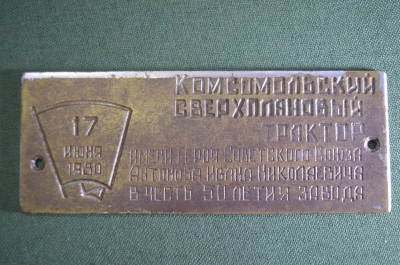 17
июня
1980
Комсомольский
сверхплановый
трактор
имени Героя Советского Союза
Антонова Ивана Николаевича
в честь 50 летия завода